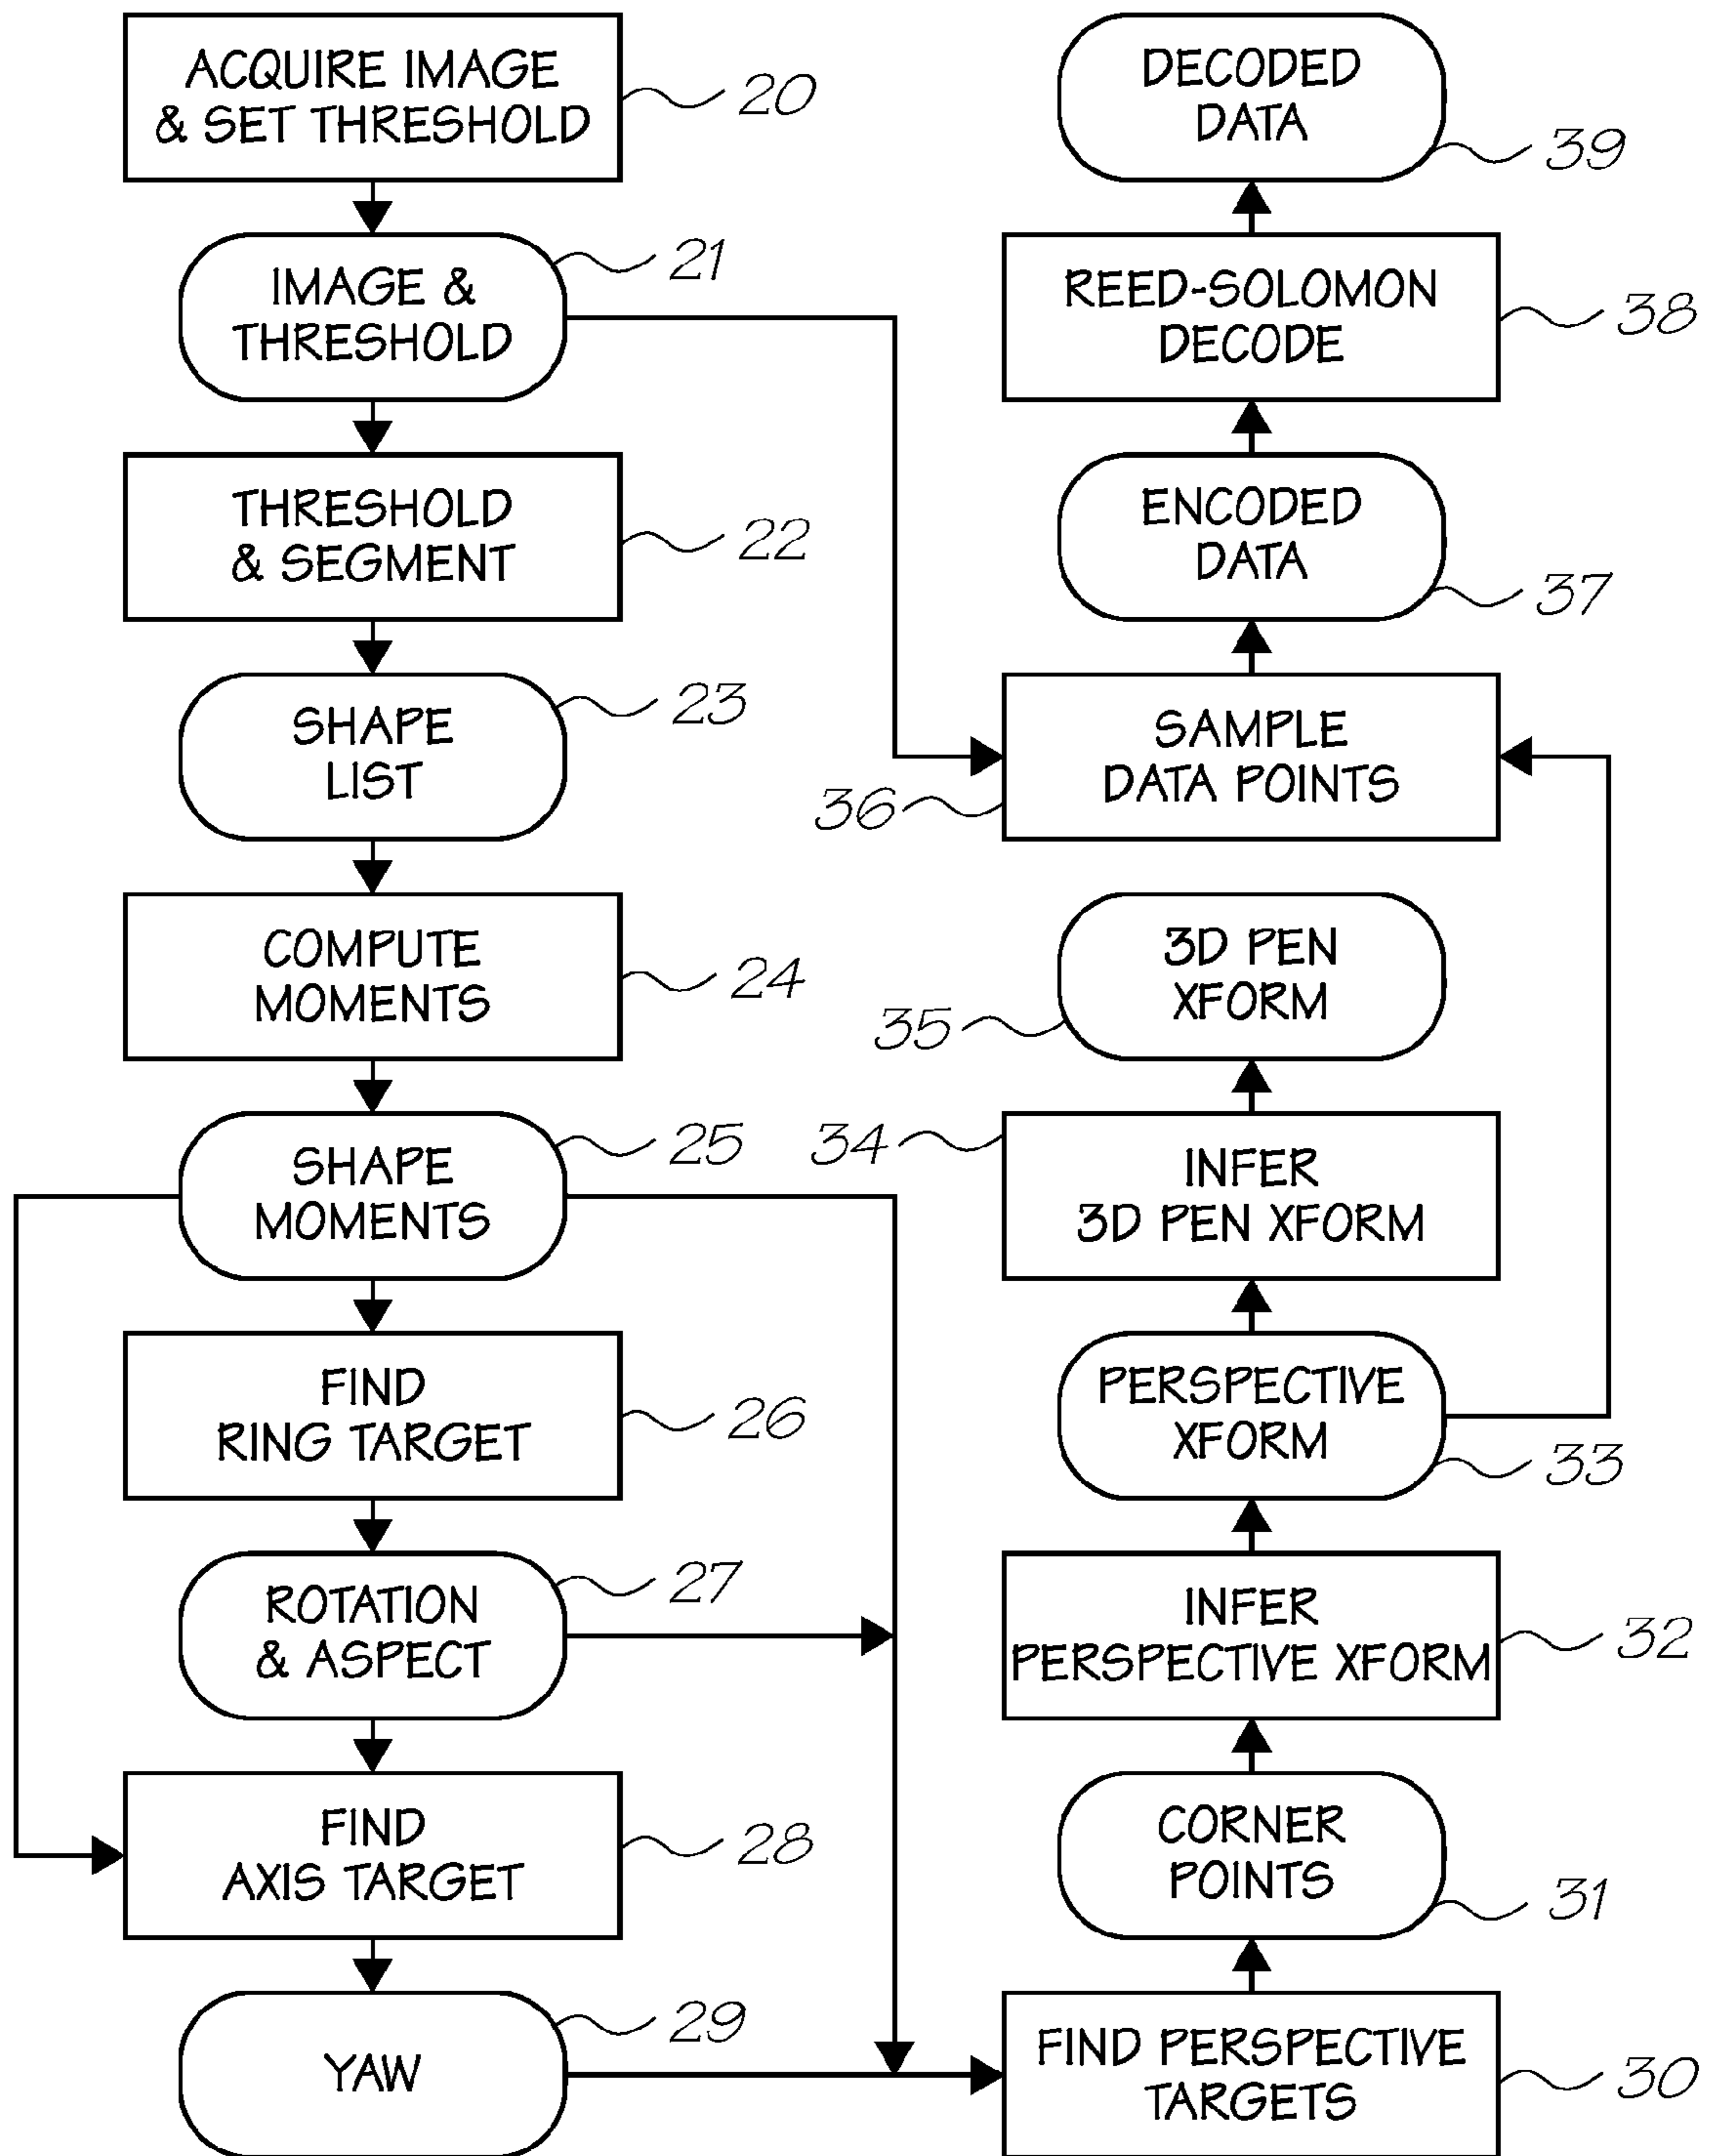 ACQUIRE IMAGE
& SET THRESHOLD
20
IMAGE &
THRESHOLD
21
THRESHOLD
& SEGMENT
22
SHAPE
LIST
23
COMPUTE
MOMENTS
24
SHAPE
MOMENTS
25
FIND
RING TARGET
26
ROTATION
& ASPECT
27
FIND
AXIS TARGET
28
YAW
29
DECODED
DATA
39
REED-SOLOMON
DECODE
38
ENCODED
DATA
37
SAMPLE
DATA POINTS
36
3D PEN
XFORM
35
INFER
3D PEN XFORM
34
PERSPECTIVE
XFORM
33
INFER
PERSPECTIVE XFORM
32
CORNER
POINTS
31
FIND PERSPECTIVE
TARGETS
30